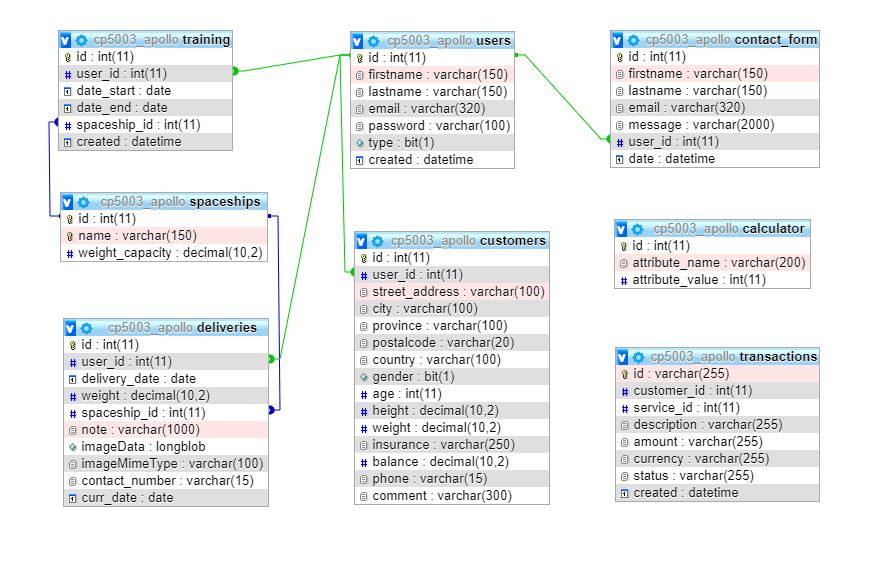 cp5003_apollo training
id : int(11)
user_id : int(11)
date_start : date
date_end : date
spaceship_id : int(11)
created : datetime
cp5003_apollo users
id : int(11)
firstname : varchar(150)
lastname : varchar(150)
email : varchar(320)
password : varchar(100)
type : bit(1)
created : datetime
cp5003_apollo contact_form
id : int(11)
firstname : varchar(150)
lastname : varchar(150)
email : varchar(320)
message : varchar(2000)
user_id : int(11)
date : datetime
cp5003_apollo spaceships
id : int(11)
name : varchar(150)
weight_capacity : decimal(10,2)
cp5003_apollo customers
id : int(11)
user_id : int(11)
street_address : varchar(100)
city : varchar(100)
province : varchar(100)
postalcode : varchar(20)
country : varchar(100)
gender : bit(1)
age : int(11)
height : decimal(10,2)
weight : decimal(10,2)
insurance : varchar(250)
balance : decimal(10,2)
phone : varchar(15)
comment : varchar(300)
cp5003_apollo calculator
id : int(11)
attribute_name : varchar(200)
attribute_value : int(11)
cp5003_apollo deliveries
id : int(11)
user_id : int(11)
delivery_date : date
weight : decimal(10,2)
spaceship_id : int(11)
note : varchar(1000)
imageData : longblob
imageMimeType : varchar(100)
contact_number : varchar(15)
curr_date : date
cp5003_apollo transactions
id : varchar(255)
customer_id : int(11)
service_id : int(11)
description : varchar(255)
amount : varchar(255)
currency : varchar(255)
status : varchar(255)
created : datetime